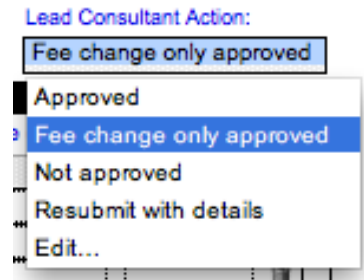 Lead Consultant Action:
Fee change only approved
Approved
Fee change only approved
Not approved
Resubmit with details
Edit...